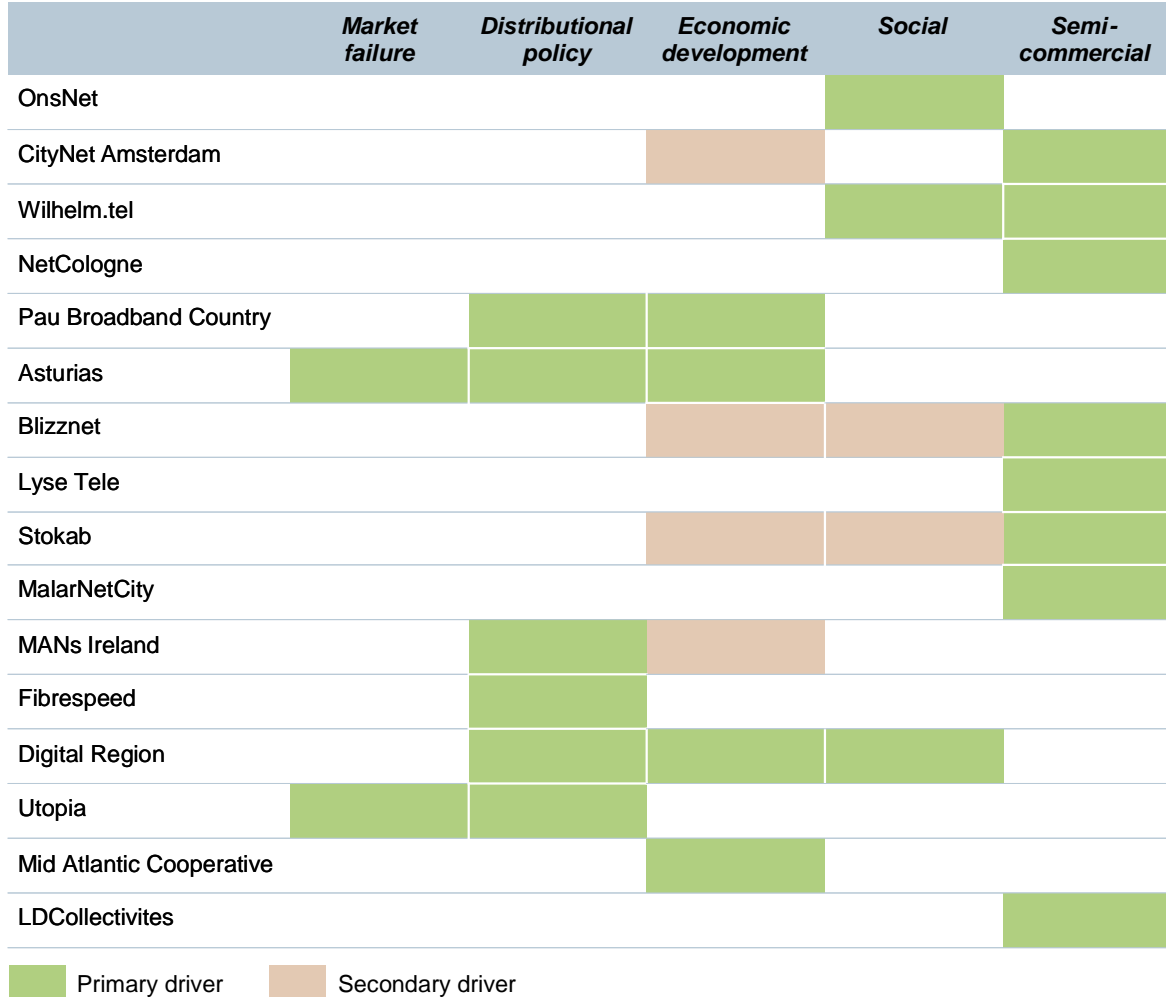 Market failure
Distributional policy
Economic development
Social
Semi-commercial
OnsNet
CityNet Amsterdam
Wilhelm.tel
NetCologne
Pau Broadband Country
Asturias
Blizznet
Lyse Tele
Stokab
MalarNetCity
MANs Ireland
Fibrespeed
Digital Region
Utopia
Mid Atlantic Cooperative
LDCollectivites
Primary driver
Secondary driver